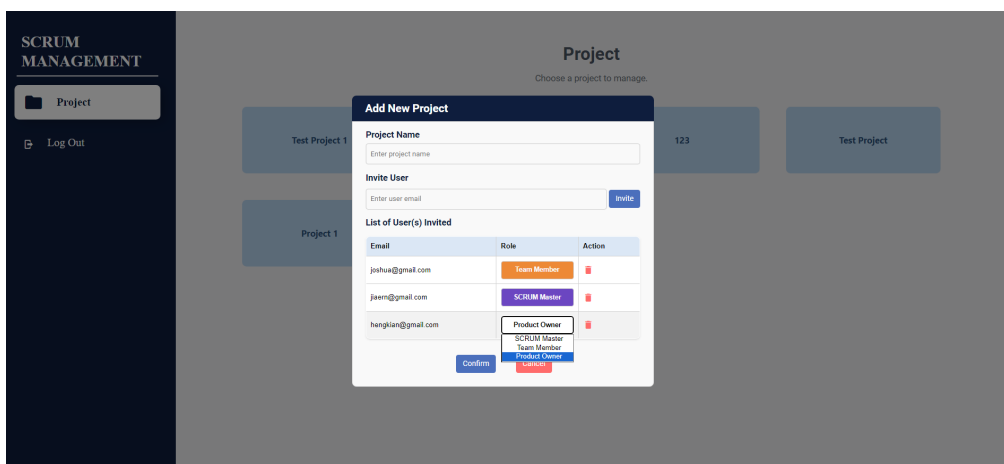 SCRUM
MANAGEMENT
Project
Log Out
Project
Choose a project to manage.
Test Project 1
123
Test Project
Project 1
Add New Project
Project Name
Enter project name
Invite User
Enter user email
Invite
List of User(s) Invited
Email Role Action
joshua@gmail.com Team Member
jiaern@gmail.com SCRUM Master
hengkian@gmail.com Product Owner
SCRUM Master
Team Member
Product Owner
Confirm Cancel